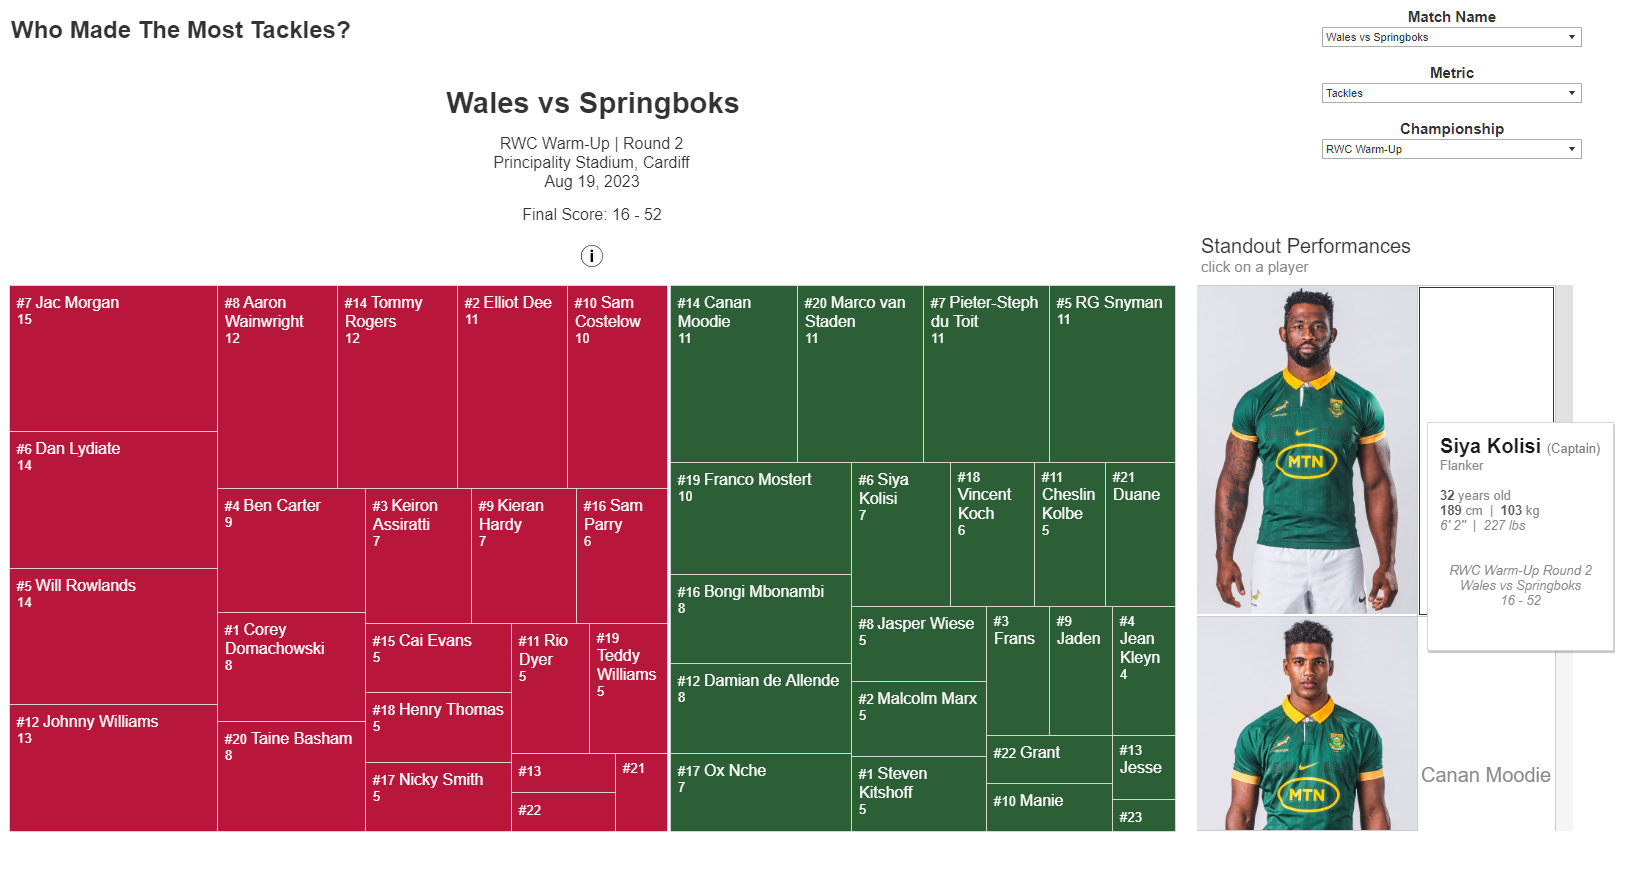 Who Made The Most Tackles?
Match Name
Wales vs Springboks
Metric
Tackles
Championship
RWC Warm-Up
Wales vs Springboks
RWC Warm-Up | Round 2
Principality Stadium, Cardiff
Aug 19, 2023
Final Score: 16 - 52
i
#7 Jac Morgan
15
#6 Dan Lydiate
14
#5 Will Rowlands
14
#12 Johnny Williams
13
#8 Aaron
Wainwright
12
#14 Tommy
Rogers
12
#2 Elliot Dee
11
#10 Sam
Costelow
10
#4 Ben Carter
9
#1 Corey
Domachowski
8
#20 Taine Basham
8
#3 Keiron
Assiratti
7
#9 Kieran
Hardy
7
#16 Sam
Parry
6
#15 Cai Evans
5
#18 Henry Thomas
5
#17 Nicky Smith
5
#11 Rio
Dyer
5
#19
Teddy
Williams
5
#13
#22
#21
#14 Canan
Moodie
11
#20 Marco van
Staden
11
#7 Pieter-Steph
du Toit
11
#5 RG Snyman
11
#19 Franco Mostert
10
#16 Bongi Mbonambi
8
#12 Damian de Allende
8
#17 Ox Nche
7
#6 Siya
Kolisi
7
#18
Vincent
Koch
6
#11
Cheslin
Kolbe
5
#21
Duane
#8 Jasper Wiese
5
#2 Malcolm Marx
5
#1 Steven
Kitshoff
5
#3
Frans
#9
Jaden
#4
Jean
Kleyn
4
#22 Grant
#10 Manie
#13
Jesse
#23
Standout Performances
click on a player
MTN
Siya Kolisi (Captain)
Flanker
32 years old
189 cm | 103 kg
6' 2" | 227 lbs
RWC Warm-Up Round 2
Wales vs Springboks
16 - 52
MTN
Canan Moodie